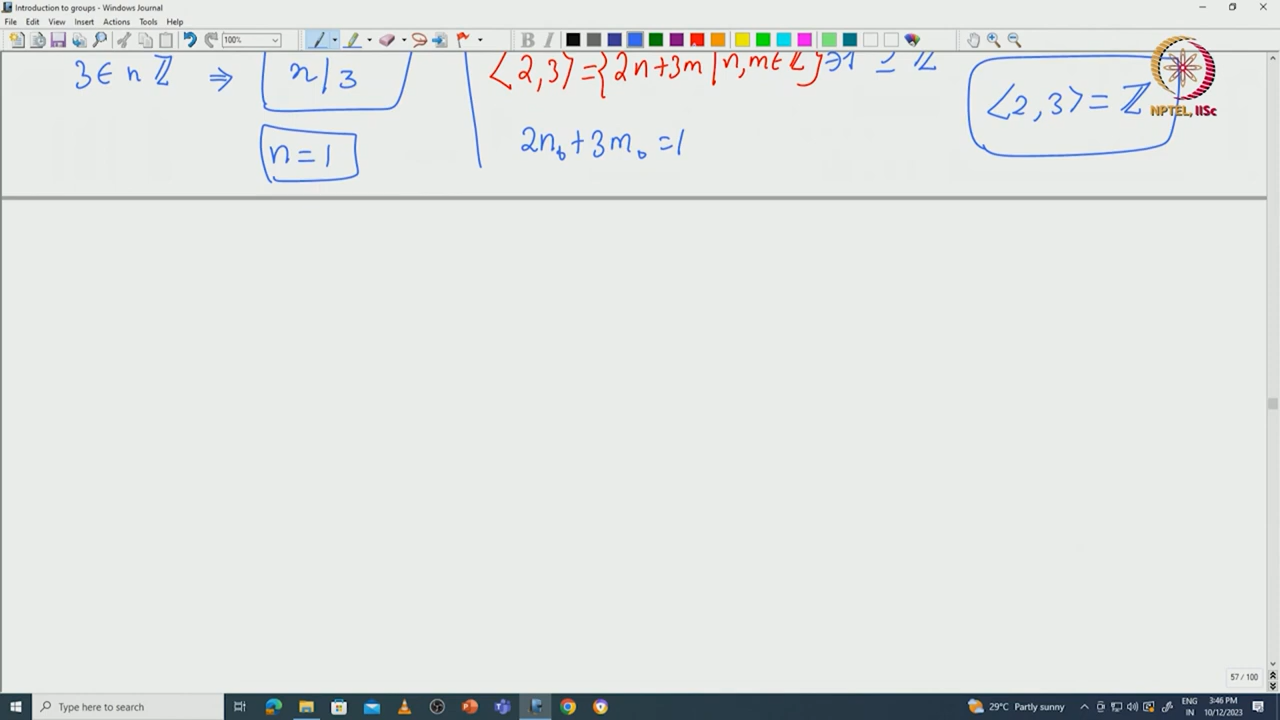 Introduction to groups - Windows Journal
File Edit View Insert Actions Tools Help
100%
B I
3 ∈ n ℤ ⇒ n | 3
n = 1
⟨2,3⟩ = {2n+3m | n, m ∈ ℤ} ∋ 1 ≤ ℤ
2n₀ + 3m₀ = 1
⟨2,3⟩ = ℤ
NPTEL, IISc
57 / 100
Type here to search
29°C Partly sunny
ENG
IN
3:46 PM
10/12/2023